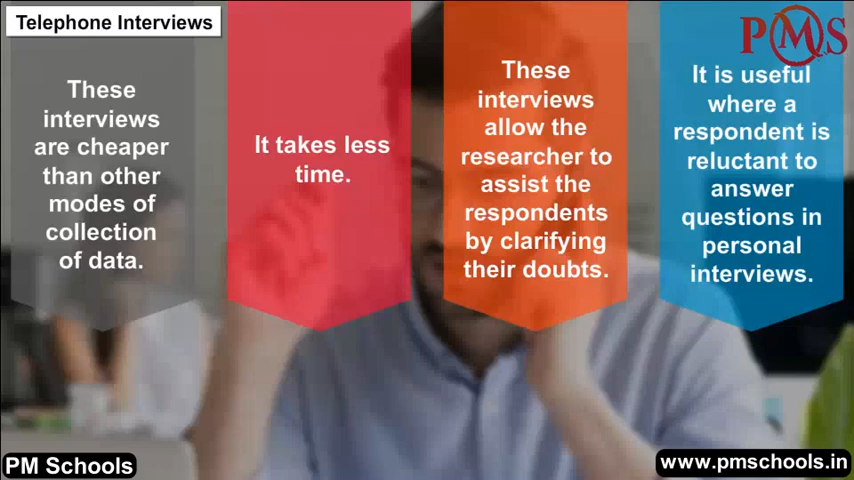 Telephone Interviews
PMS
These
interviews
are cheaper
than other
modes of
collection
of data.
It takes less
time.
These
interviews
allow the
researcher to
assist the
respondents
by clarifying
their doubts.
It is useful
where a
respondent is
reluctant to
answer
questions in
personal
interviews.
PM Schools
www.pmschools.in